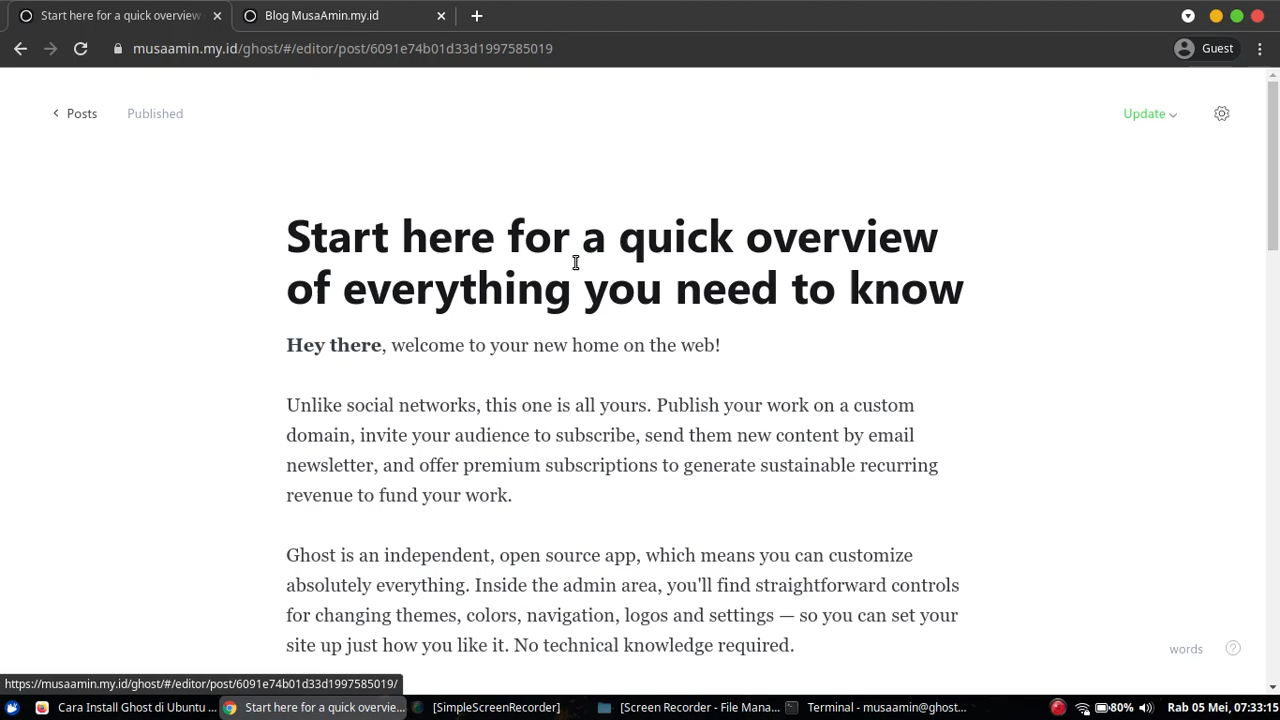 Start here for a quick overview
Blog MusaAmin.my.id
musaamin.my.id/ghost/#/editor/post/6091e74b01d33d1997585019
Guest
Posts
Published
Update
Start here for a quick overview
of everything you need to know
Hey there, welcome to your new home on the web!
Unlike social networks, this one is all yours. Publish your work on a custom
domain, invite your audience to subscribe, send them new content by email
newsletter, and offer premium subscriptions to generate sustainable recurring
revenue to fund your work.
Ghost is an independent, open source app, which means you can customize
absolutely everything. Inside the admin area, you'll find straightforward controls
for changing themes, colors, navigation, logos and settings — so you can set your
site up just how you like it. No technical knowledge required.
words
?
https://musaamin.my.id/ghost/#/editor/post/6091e74b01d33d1997585019/
Cara Install Ghost di Ubuntu ...
Start here for a quick overvie...
[SimpleScreenRecorder]
[Screen Recorder - File Mana...
Terminal - musaamin@ghost...
80%
Rab 05 Mei, 07:33:15